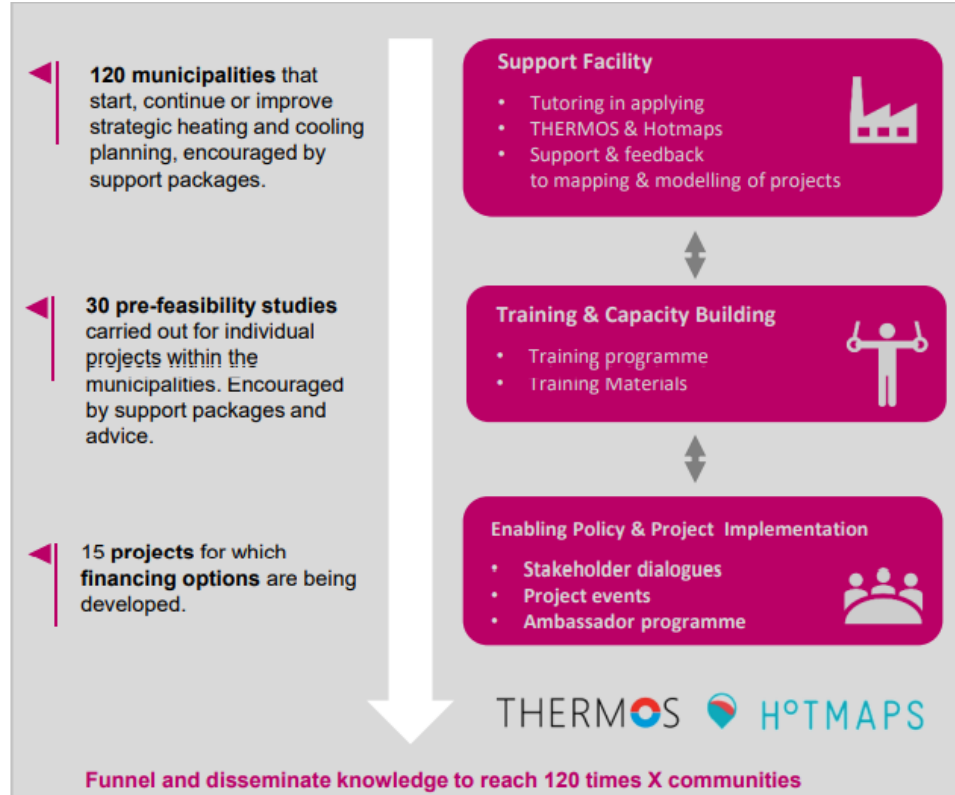 120 municipalities that
start, continue or improve
strategic heating and cooling
planning, encouraged by
support packages.
30 pre-feasibility studies
carried out for individual
projects within the
municipalities. Encouraged
by support packages and
advice.
15 projects for which
financing options are being
developed.
Support Facility
• Tutoring in applying
• THERMOS & Hotmaps
• Support & feedback
to mapping & modelling of projects
Training & Capacity Building
• Training programme
• Training Materials
Enabling Policy & Project Implementation
• Stakeholder dialogues
• Project events
• Ambassador programme
THERMOS HOTMAPS
Funnel and disseminate knowledge to reach 120 times X communities